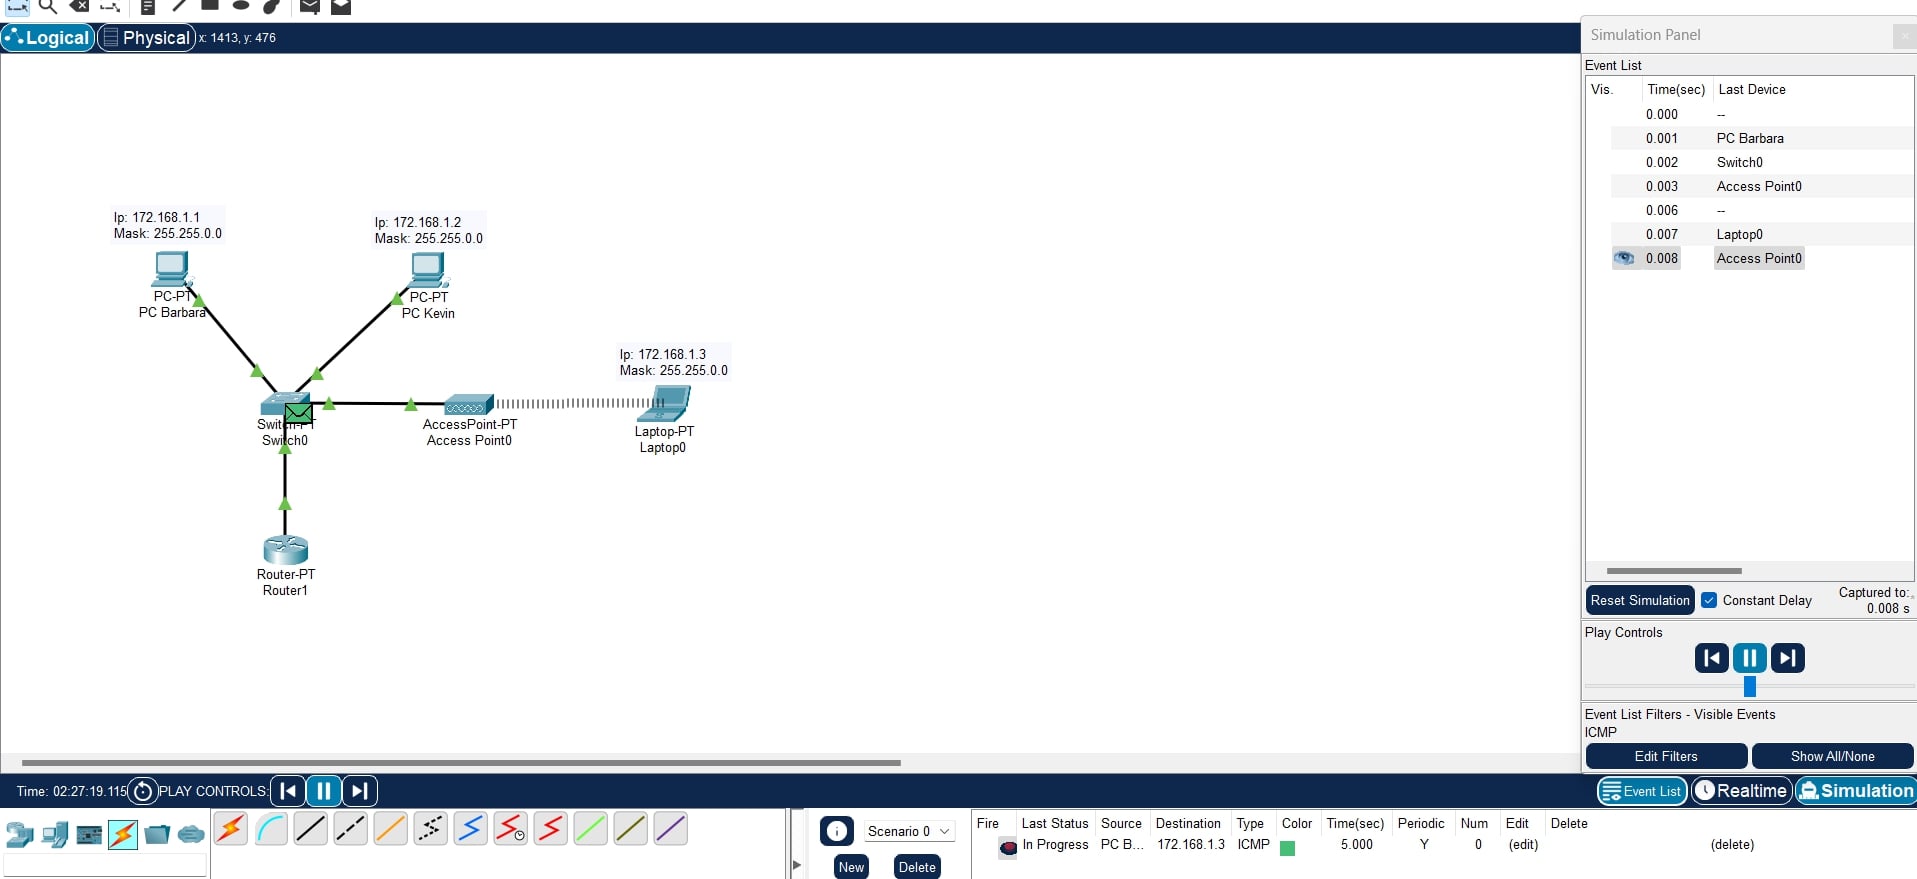 Logical Physical x: 1413, y: 476
Simulation Panel
Event List
Vis. Time(sec) Last Device
0.000 --
0.001 PC Barbara
0.002 Switch0
0.003 Access Point0
0.006 --
0.007 Laptop0
0.008 Access Point0
Ip: 172.168.1.1
Mask: 255.255.0.0
PC-PT
PC Barbara
Ip: 172.168.1.2
Mask: 255.255.0.0
PC-PT
PC Kevin
Ip: 172.168.1.3
Mask: 255.255.0.0
Laptop-PT
Laptop0
Switch-PT
Switch0
AccessPoint-PT
Access Point0
Router-PT
Router1
Reset Simulation Constant Delay Captured to:
0.008 s
Play Controls
Event List Filters - Visible Events
ICMP
Edit Filters Show All/None
Time: 02:27:19.115 PLAY CONTROLS: Event List Realtime Simulation
Scenario 0
New Delete
Fire Last Status Source Destination Type Color Time(sec) Periodic Num Edit Delete
In Progress PC B... 172.168.1.3 ICMP 5.000 Y 0 (edit) (delete)